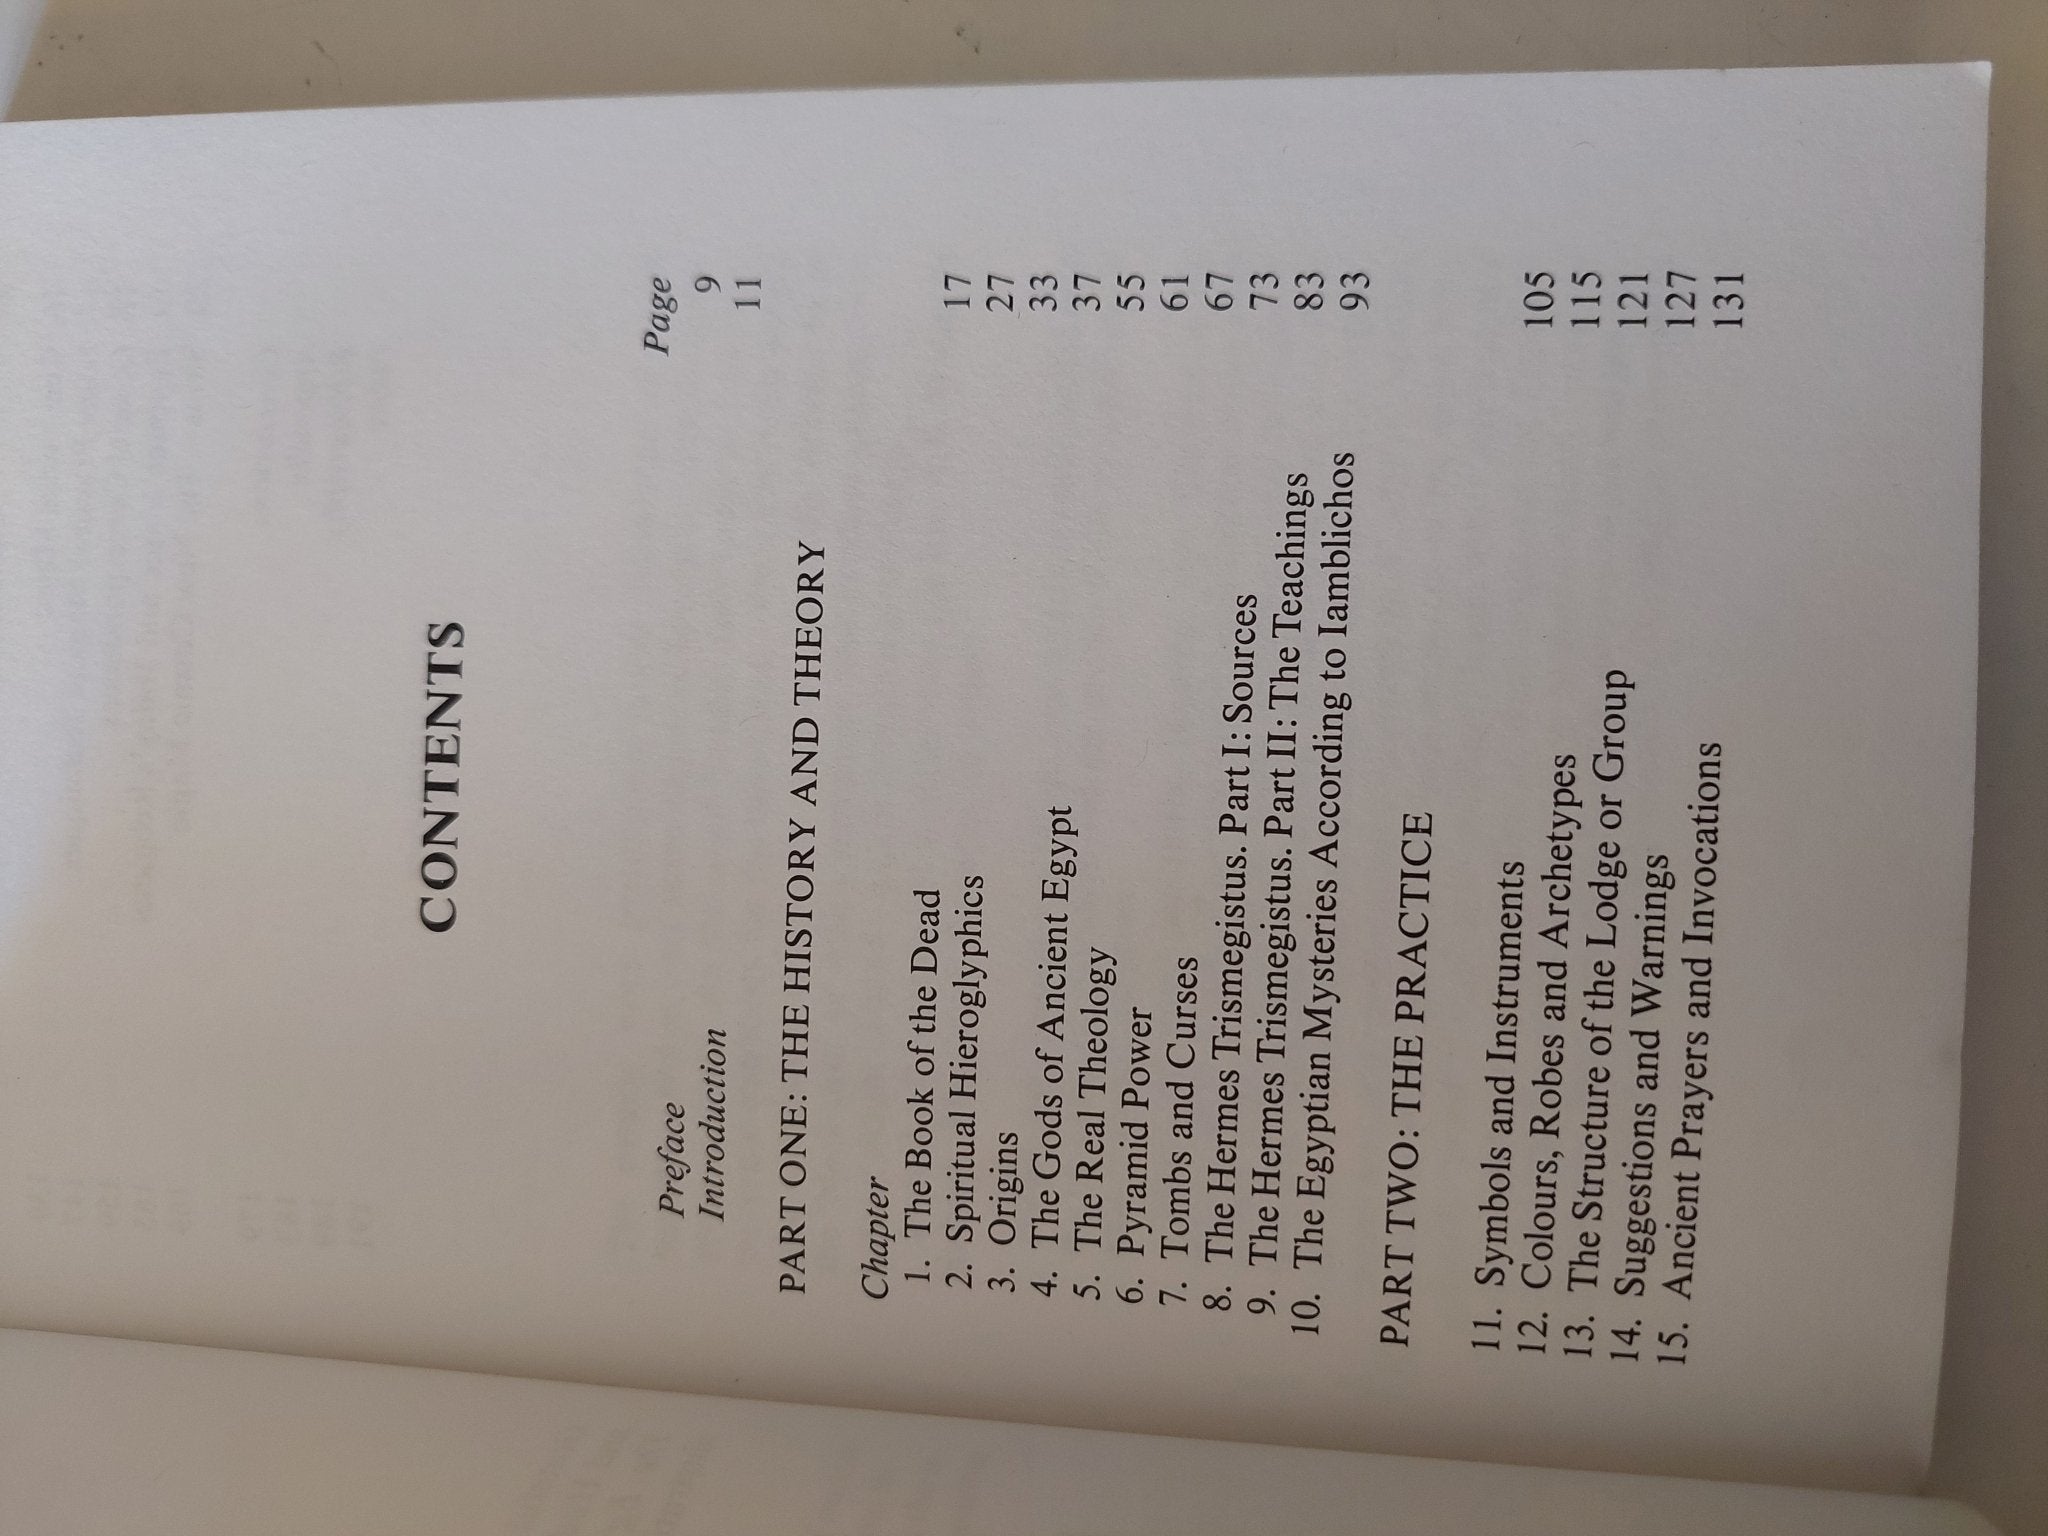 CONTENTS
Page
Preface 9
Introduction 11
PART ONE: THE HISTORY AND THEORY
Chapter
1. The Book of the Dead 17
2. Spiritual Hieroglyphics 27
3. Origins 33
4. The Gods of Ancient Egypt 37
5. The Real Theology 55
6. Pyramid Power 61
7. Tombs and Curses 67
8. The Hermes Trismegistus. Part I: Sources 73
9. The Hermes Trismegistus. Part II: The Teachings 83
10. The Egyptian Mysteries According to Iamblichos 93
PART TWO: THE PRACTICE
11. Symbols and Instruments 105
12. Colours, Robes and Archetypes 115
13. The Structure of the Lodge or Group 121
14. Suggestions and Warnings 127
15. Ancient Prayers and Invocations 131